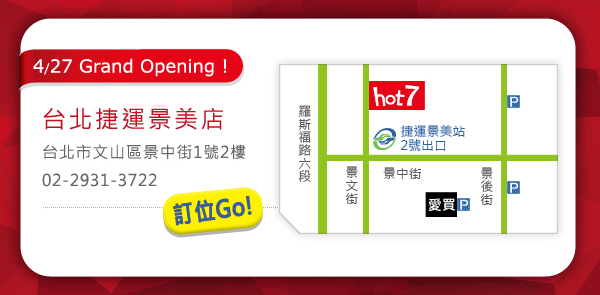 4/27 Grand Opening !
台北捷運景美店
台北市文山區景中街1號2樓
02-2931-3722
訂位Go!
羅斯福路六段
hot7
P
捷運景美站
2號出口
景文街
景中街
景後街
P
愛買 P